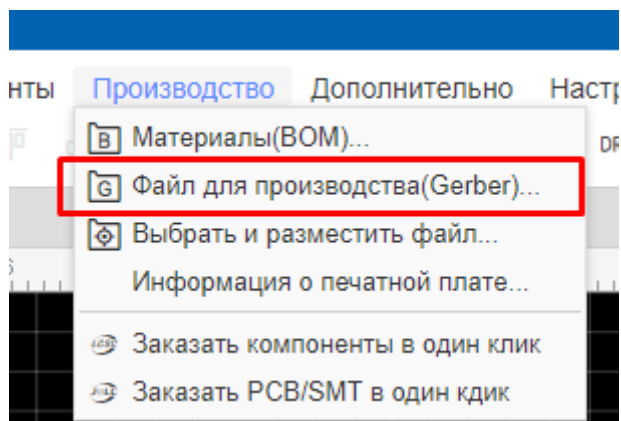 нты Производство Дополнительно Настр
DR
Материалы(BOM)...
Файл для производства(Gerber)...
Выбрать и разместить файл...
Информация о печатной плате...
Заказать компоненты в один клик
Заказать PCB/SMT в один кдик